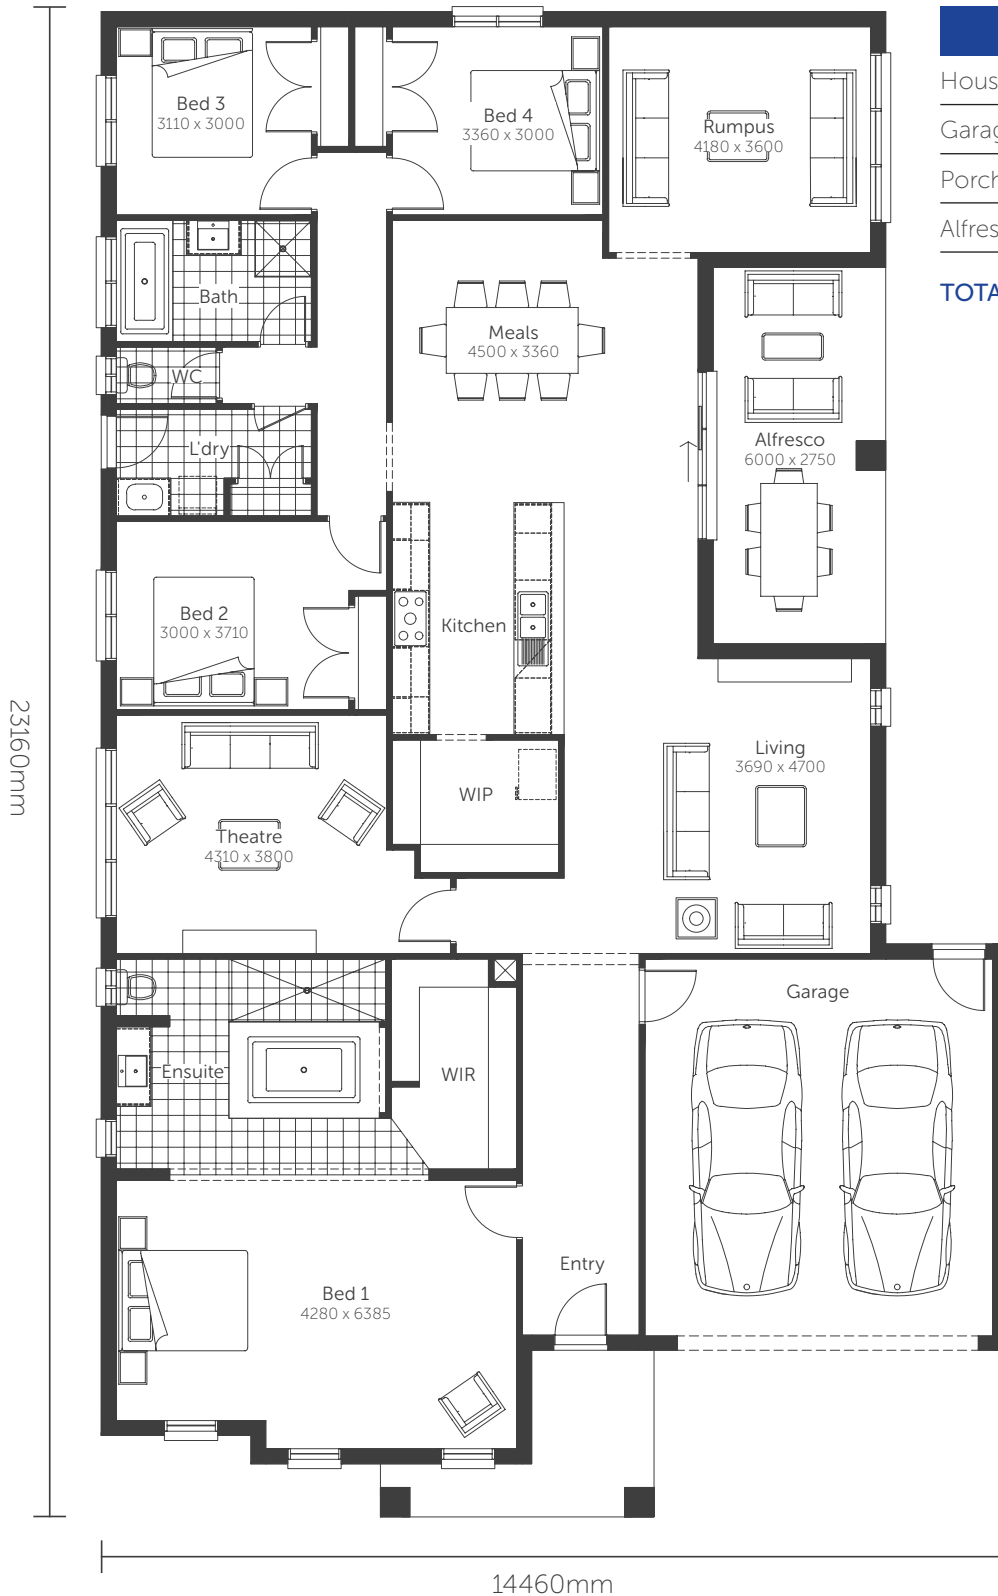 Bed 3
3110 x 3000
Bed 4
3360 x 3000
Rumpus
4180 x 3600
Bath
Meals
4500 x 3360
WC
L'dry
Alfresco
6000 x 2750
Bed 2
3000 x 3710
Kitchen
Living
3690 x 4700
WIP
Theatre
4310 x 3800
Garage
Ensuite
WIR
Entry
Bed 1
4280 x 6385
23160mm
14460mm
Hous
Garag
Porch
Alfres
TOTA